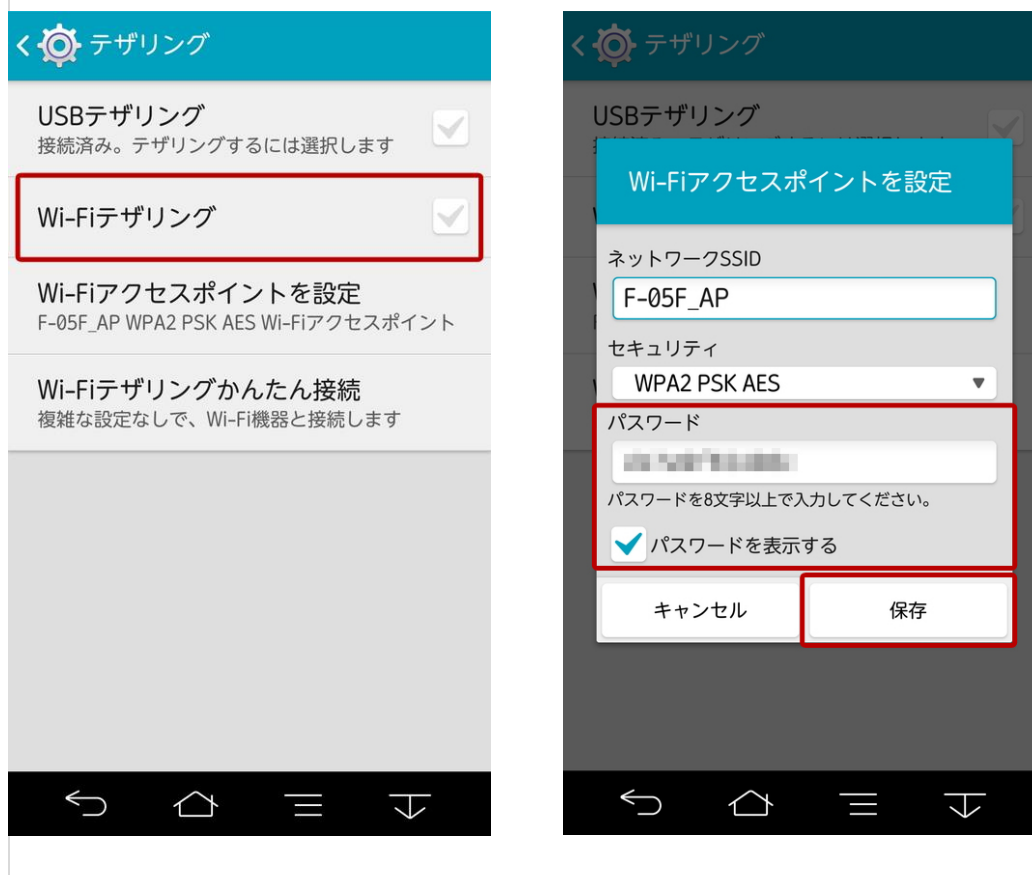 テザリング
USBテザリング
接続済み。テザリングするには選択します
Wi-Fiテザリング
Wi-Fiアクセスポイントを設定
F-05F_AP WPA2 PSK AES Wi-Fiアクセスポイント
Wi-Fiテザリングかんたん接続
複雑な設定なしで、Wi-Fi機器と接続します
テザリング
USBテザリング
Wi-Fiアクセスポイントを設定
ネットワークSSID
F-05F_AP
セキュリティ
WPA2 PSK AES
パスワード
パスワードを8文字以上で入力してください。
パスワードを表示する
キャンセル
保存